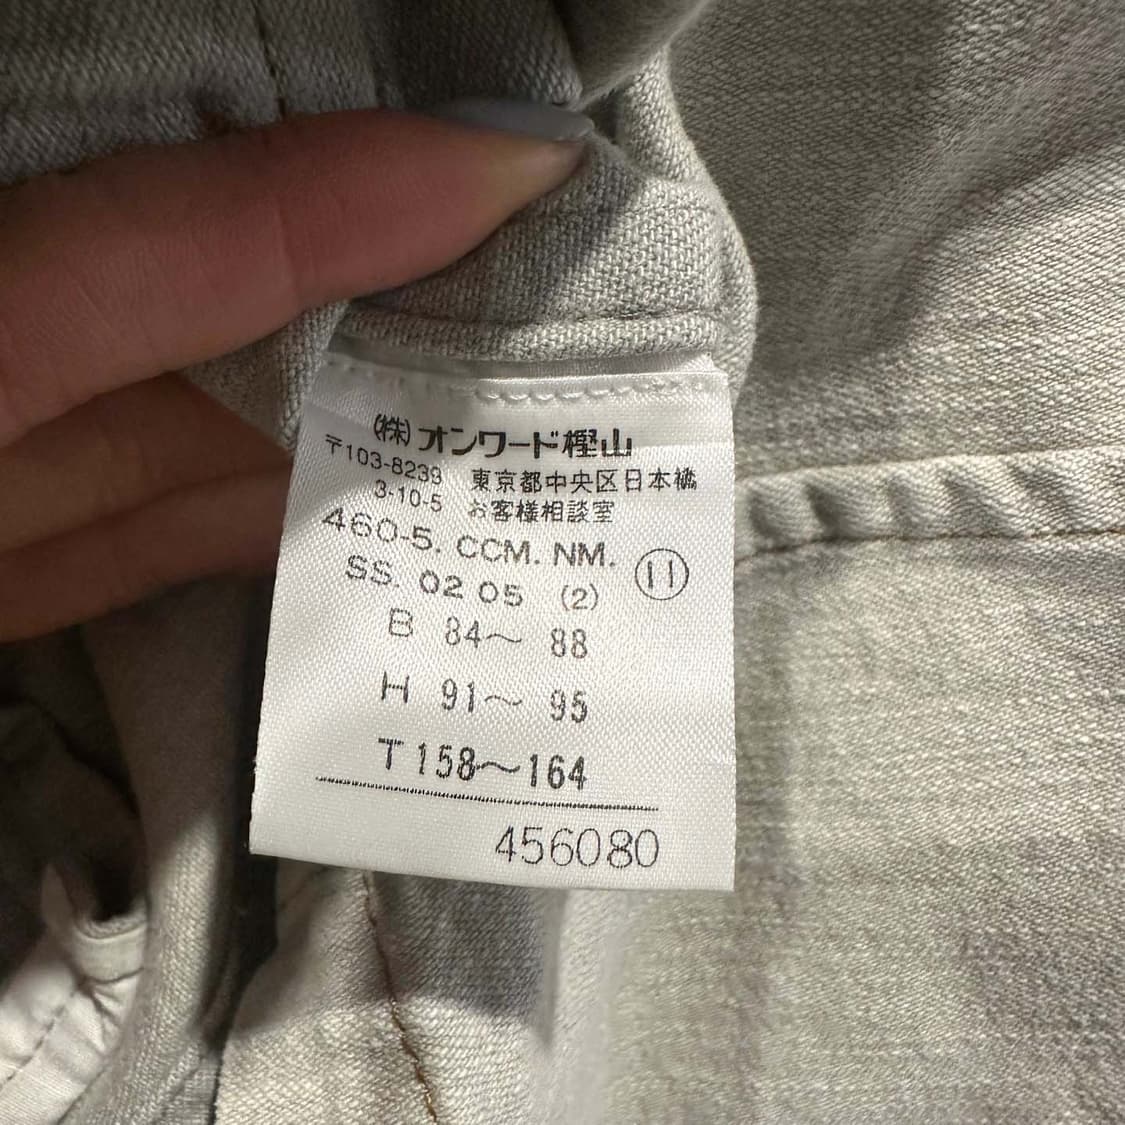 (株)オンワード樫山
〒103-8239 東京都中央区日本橋
3-10-5 お客様相談室
460-5. CCM. NM.
SS. 02 05 (2) ⑪
B 84〜 88
H 91〜 95
T 158〜164
456080